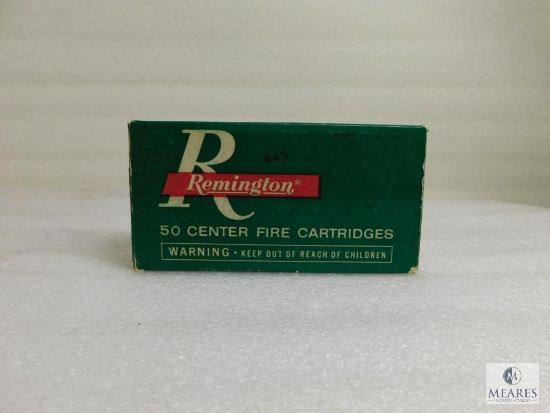 R
Remington®
50 CENTER FIRE CARTRIDGES
WARNING • KEEP OUT OF REACH OF CHILDREN
M
MEARES